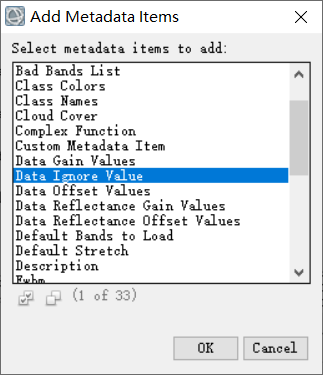 Add Metadata Items
Select metadata items to add:
Bad Bands List
Class Colors
Class Names
Cloud Cover
Complex Function
Custom Metadata Item
Data Gain Values
Data Ignore Value
Data Offset Values
Data Reflectance Gain Values
Data Reflectance Offset Values
Default Bands to Load
Default Stretch
Description
Fwhm
(1 of 33)
OK
Cancel